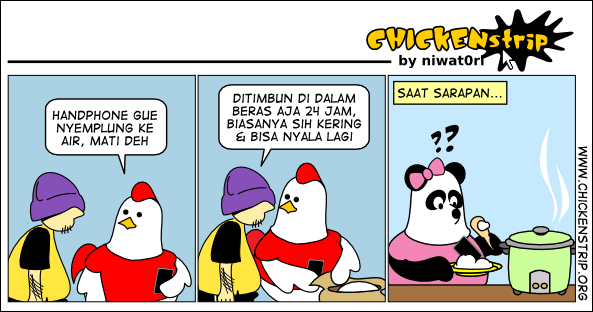 CHICKENstrip
by niwat0ri
HANDPHONE GUE
NYEMPLUNG KE
AIR, MATI DEH
DITIMBUN DI DALAM
BERAS AJA 24 JAM,
BIASANYA SIH KERING
& BISA NYALA LAGI
SAAT SARAPAN...
??
WWW.CHICKENSTRIP.ORG